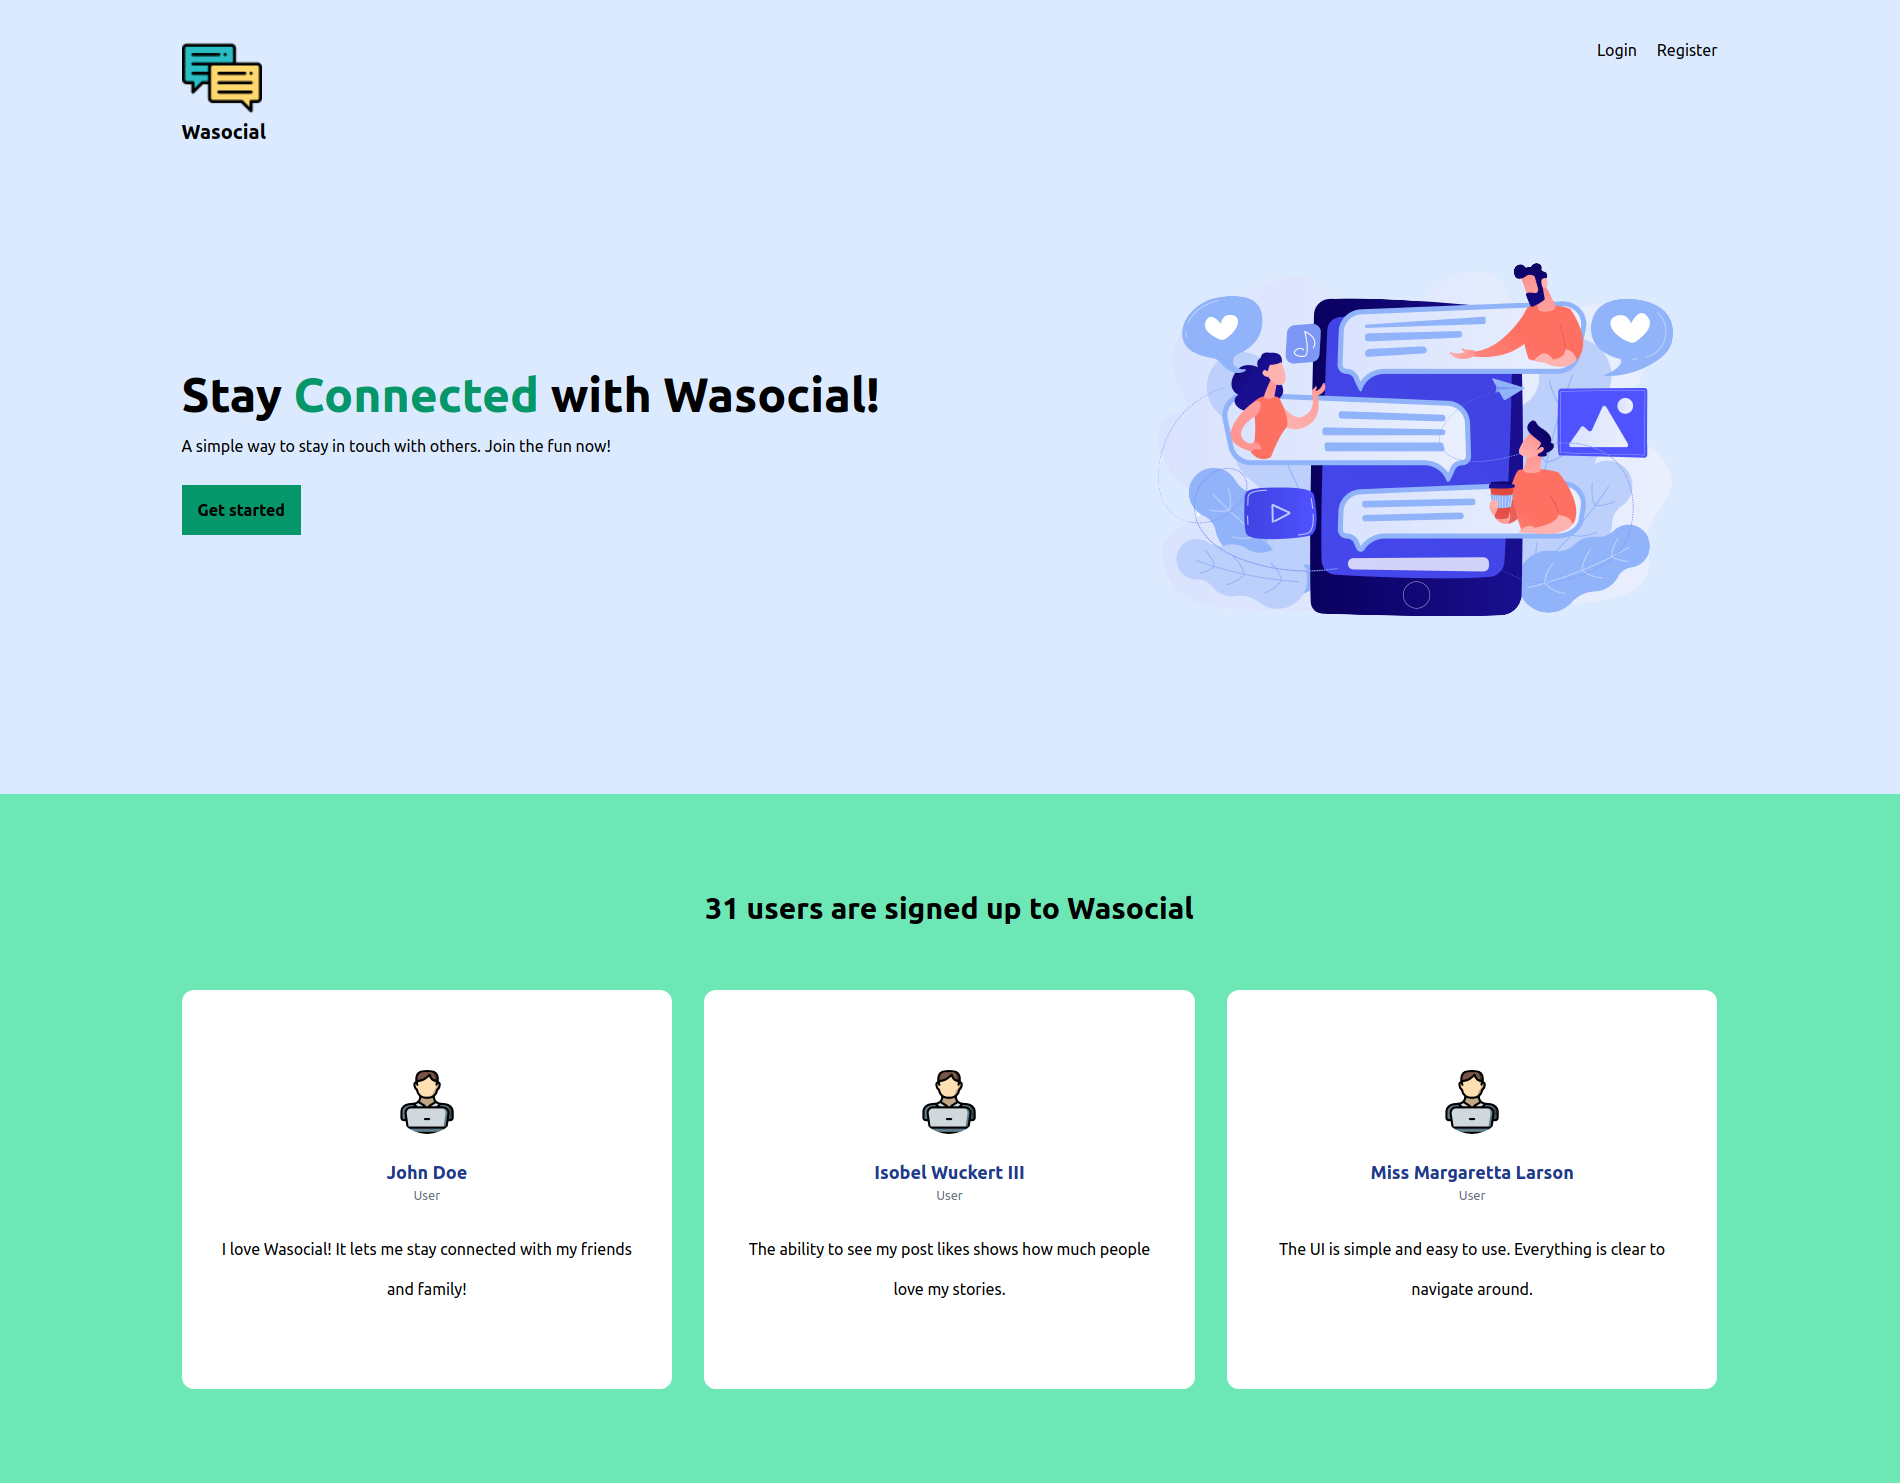 Wasocial
Login
Register
Stay Connected with Wasocial!
A simple way to stay in touch with others. Join the fun now!
Get started
31 users are signed up to Wasocial
John Doe
User
I love Wasocial! It lets me stay connected with my friends
and family!
Isobel Wuckert III
User
The ability to see my post likes shows how much people
love my stories.
Miss Margaretta Larson
User
The UI is simple and easy to use. Everything is clear to
navigate around.